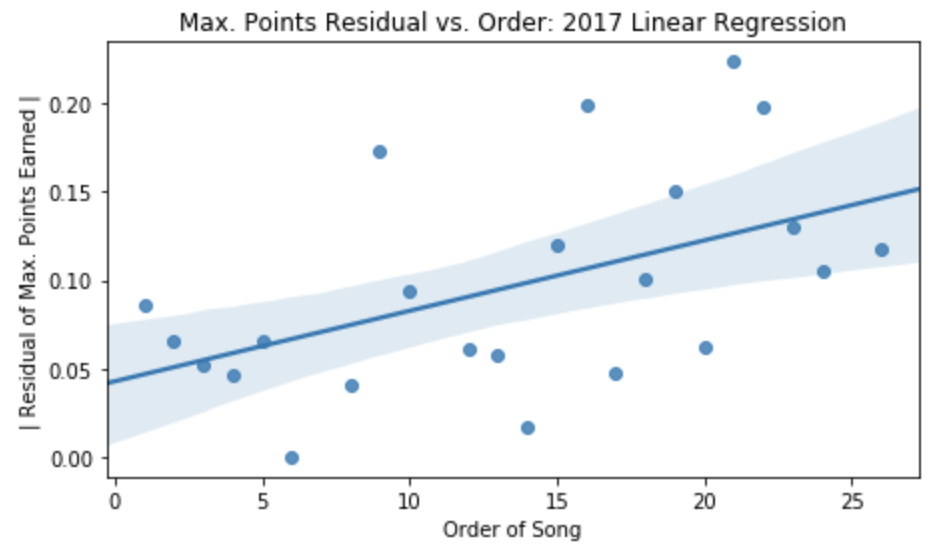 Max. Points Residual vs. Order: 2017 Linear Regression
| Residual of Max. Points Earned |
0.20
0.15
0.10
0.05
0.00
0 5 10 15 20 25
Order of Song